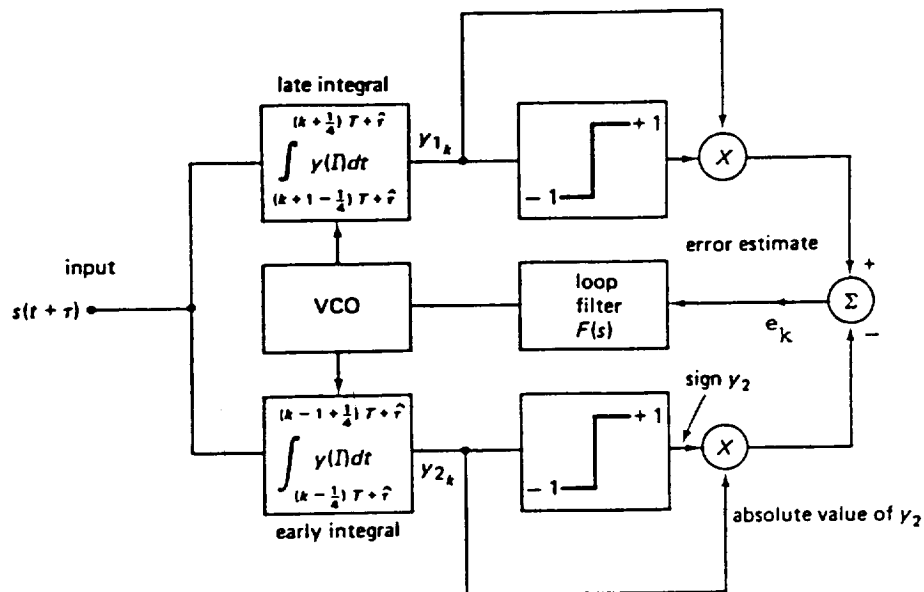 late integral
(k + 1/4) T + τ̂
∫ y(I)dt
(k + 1 − 1/4) T + τ̂
y1k
+ 1
− 1
X
error estimate
+
input
s(t + τ)
VCO
loop
filter
F(s)
ek
Σ
−
sign y2
(k − 1 + 1/4) T + τ̂
∫ y(I)dt
(k − 1/4) T + τ̂
y2k
+ 1
− 1
X
early integral
absolute value of y2